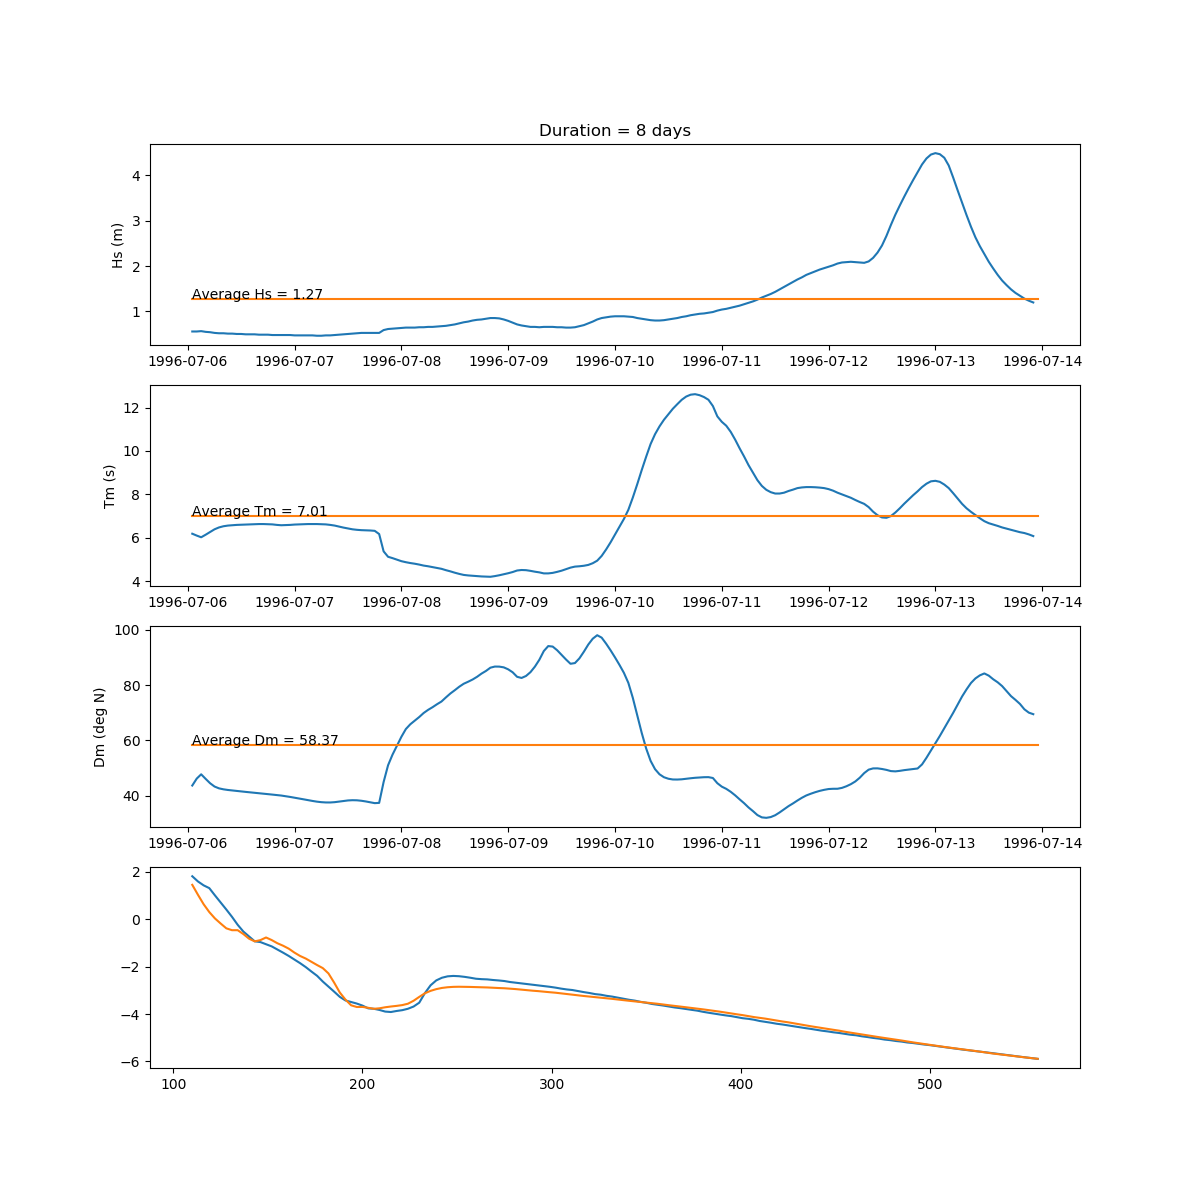 Duration = 8 days
Hs (m)
4
3
2
1
Average Hs = 1.27
1996-07-06 1996-07-07 1996-07-08 1996-07-09 1996-07-10 1996-07-11 1996-07-12 1996-07-13 1996-07-14
Tm (s)
12
10
8
6
4
Average Tm = 7.01
1996-07-06 1996-07-07 1996-07-08 1996-07-09 1996-07-10 1996-07-11 1996-07-12 1996-07-13 1996-07-14
Dm (deg N)
100
80
60
40
Average Dm = 58.37
1996-07-06 1996-07-07 1996-07-08 1996-07-09 1996-07-10 1996-07-11 1996-07-12 1996-07-13 1996-07-14
2
0
−2
−4
−6
100 200 300 400 500